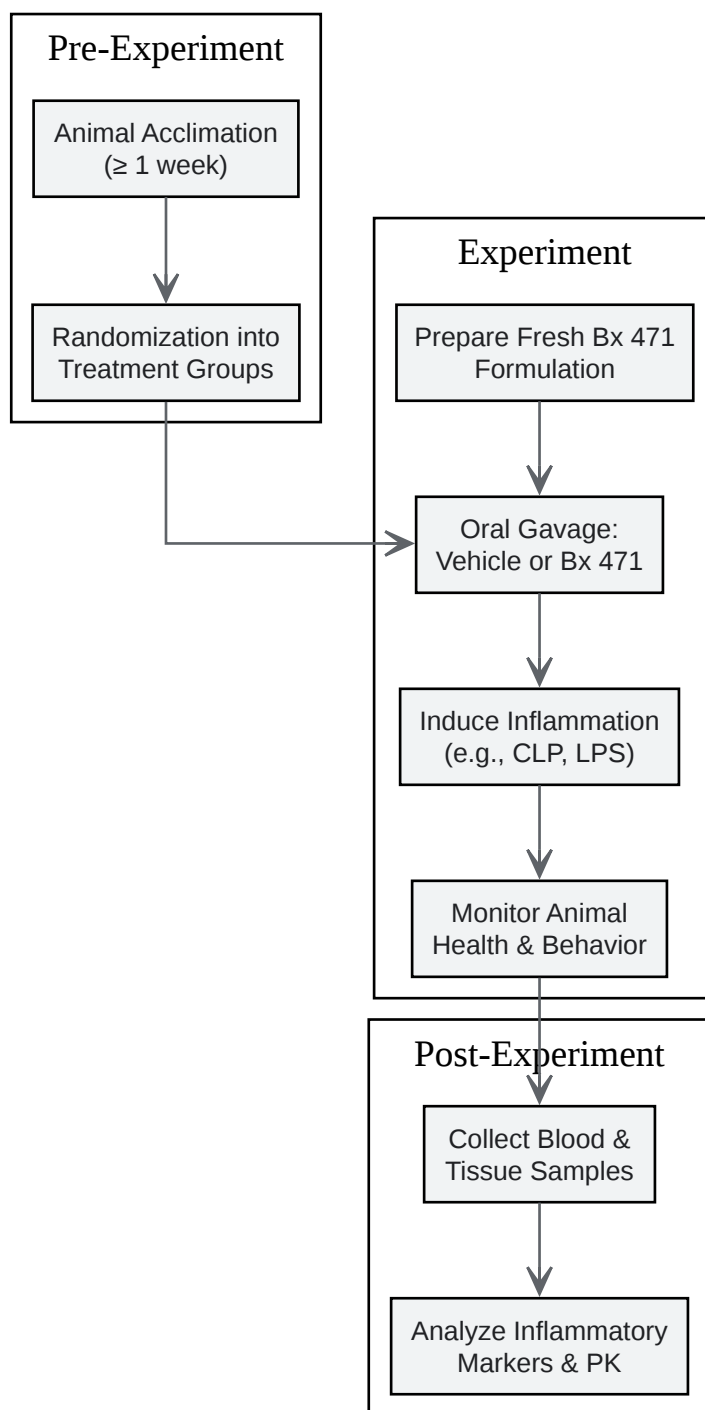 Pre-Experiment
Animal Acclimation
(≥ 1 week)
Randomization into
Treatment Groups
Experiment
Prepare Fresh Bx 471
Formulation
Oral Gavage:
Vehicle or Bx 471
Induce Inflammation
(e.g., CLP, LPS)
Monitor Animal
Health & Behavior
Post-Experiment
Collect Blood &
Tissue Samples
Analyze Inflammatory
Markers & PK